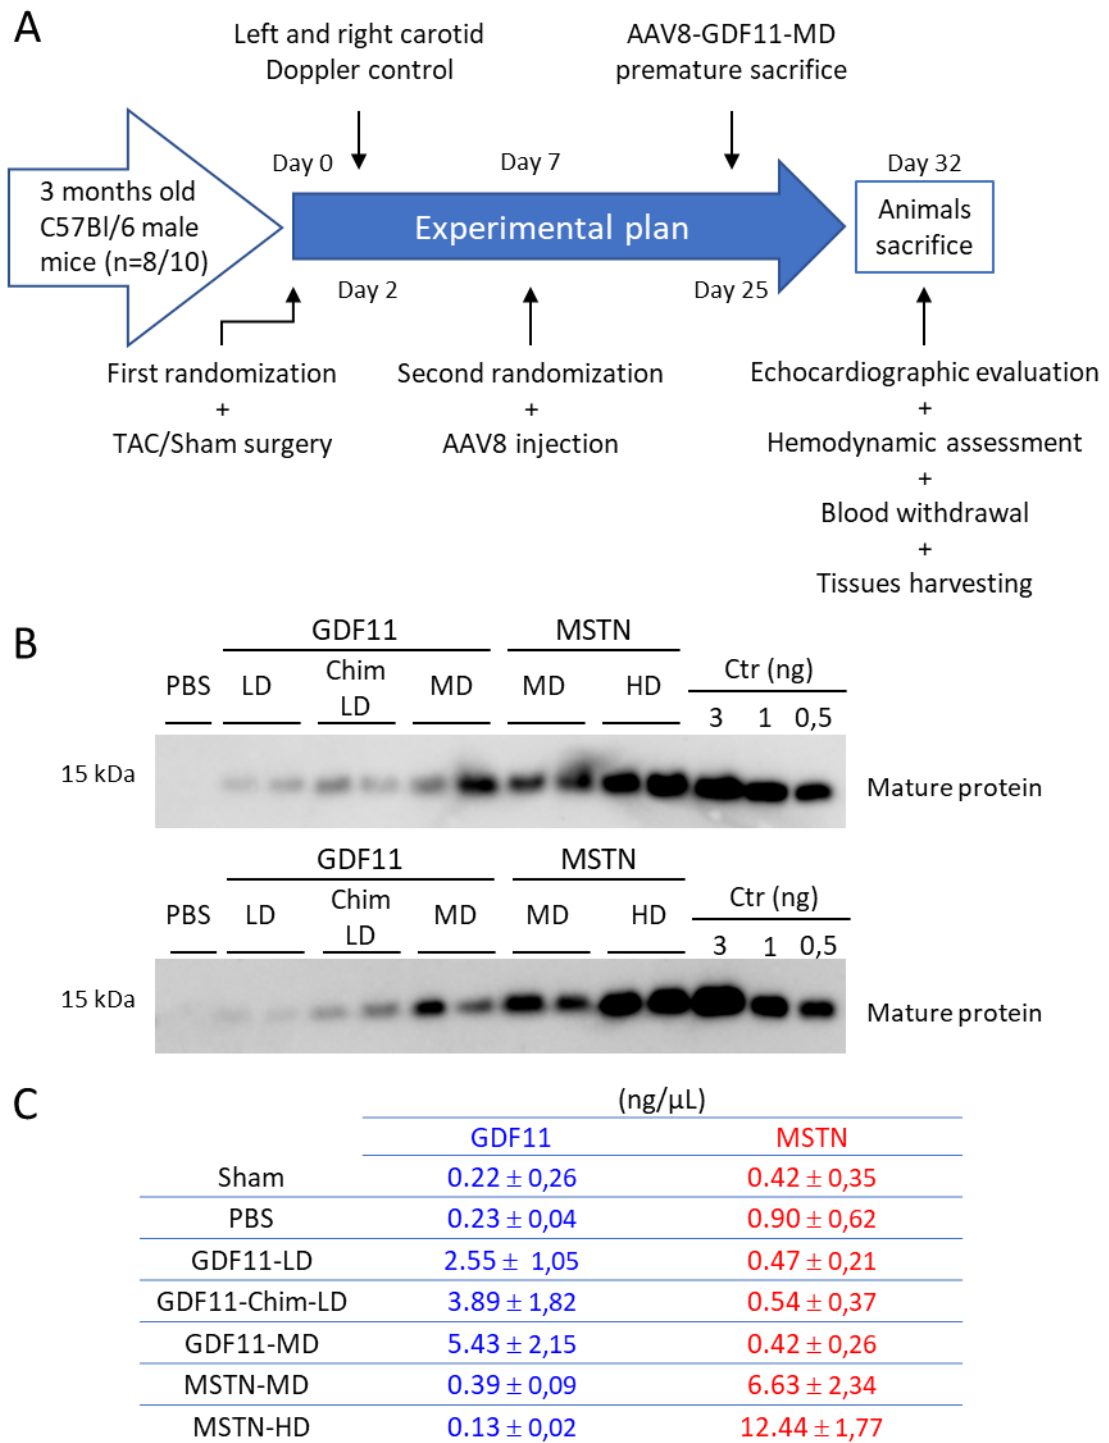 A
Left and right carotid
Doppler control
AAV8-GDF11-MD
premature sacrifice
Day 0
Day 7
Day 32
3 months old
C57Bl/6 male
mice (n=8/10)
Experimental plan
Animals
sacrifice
Day 2
Day 25
First randomization
+
TAC/Sham surgery
Second randomization
+
AAV8 injection
Echocardiographic evaluation
+
Hemodynamic assessment
+
Blood withdrawal
+
Tissues harvesting
B
GDF11 MSTN
PBS LD Chim LD MD MD HD Ctr (ng)
3 1 0,5
15 kDa Mature protein
GDF11 MSTN
PBS LD Chim LD MD MD HD Ctr (ng)
3 1 0,5
15 kDa Mature protein
C
(ng/µL)
GDF11 MSTN
Sham 0.22 ± 0,26 0.42 ± 0,35
PBS 0.23 ± 0,04 0.90 ± 0,62
GDF11-LD 2.55 ± 1,05 0.47 ± 0,21
GDF11-Chim-LD 3.89 ± 1,82 0.54 ± 0,37
GDF11-MD 5.43 ± 2,15 0.42 ± 0,26
MSTN-MD 0.39 ± 0,09 6.63 ± 2,34
MSTN-HD 0.13 ± 0,02 12.44 ± 1,77